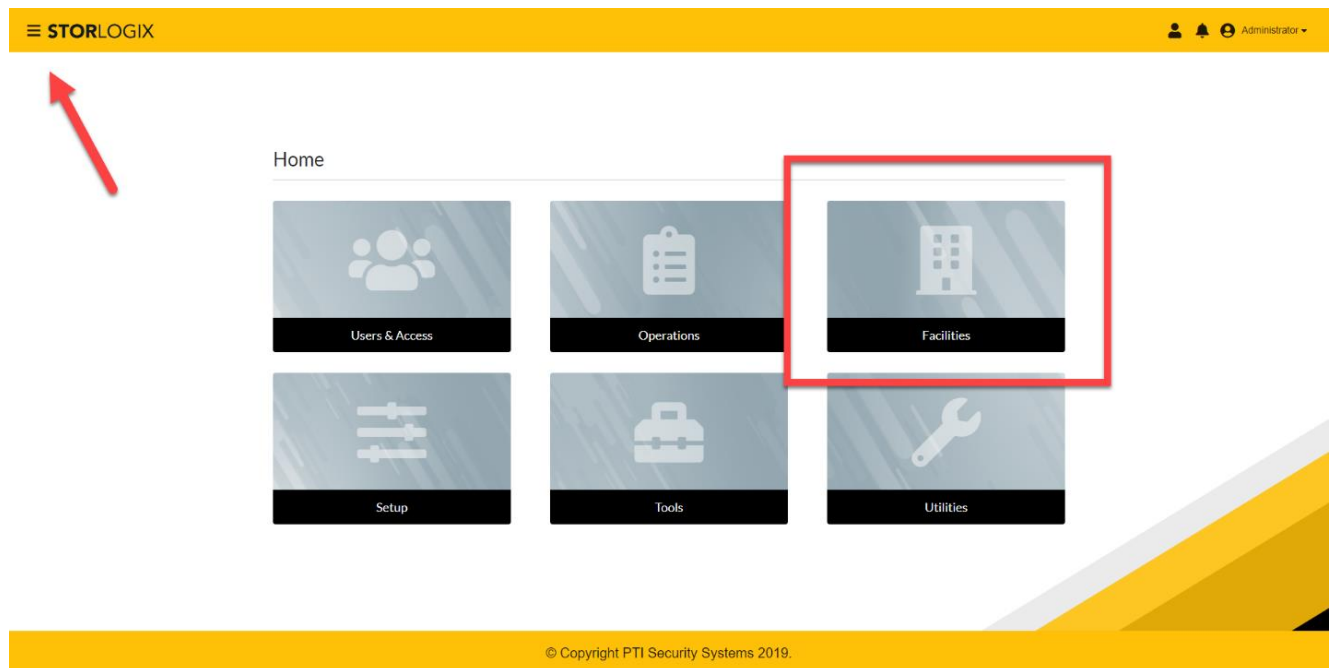 STORLOGIX
Administrator
Home
Users & Access
Operations
Facilities
Setup
Tools
Utilities
© Copyright PTI Security Systems 2019.